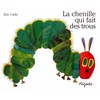 Eric Carle
La chenille
qui fait
des trous
Mijade